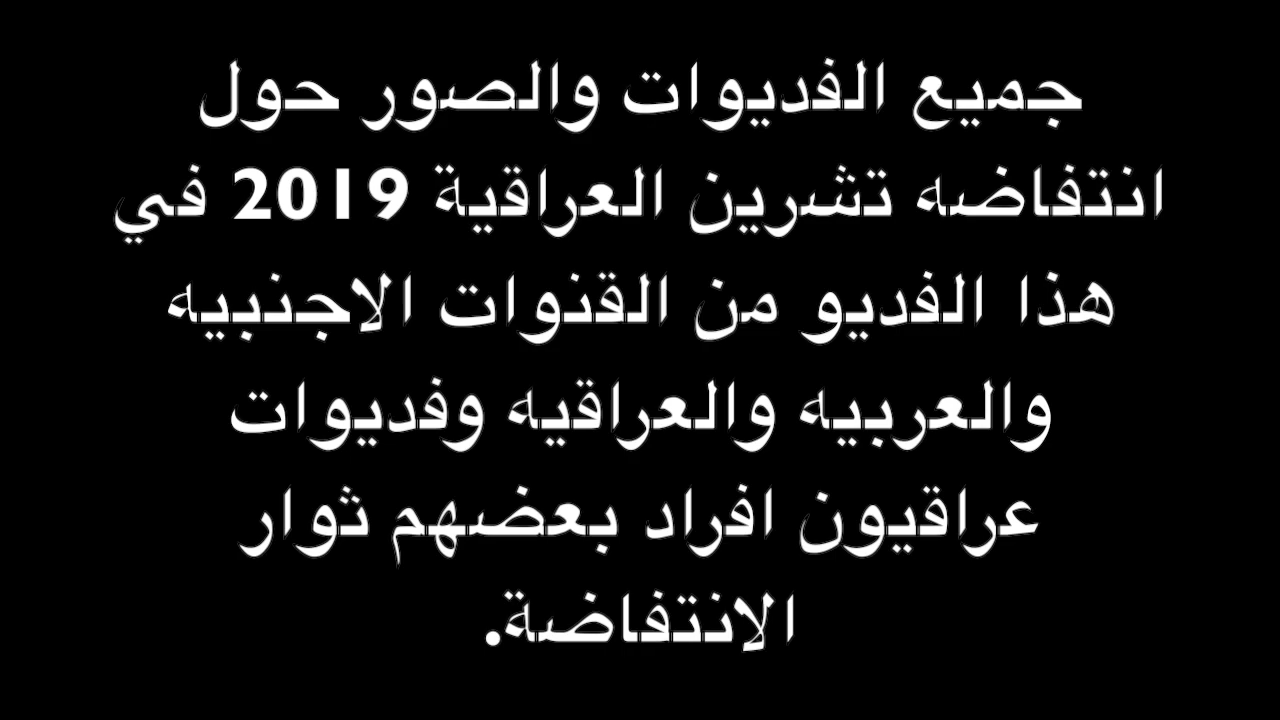 جميع الفديوات والصور حول
انتفاضه تشرين العراقية 2019 في
هذا الفديو من القنوات الاجنبيه
والعربيه والعراقيه وفديوات
عراقيون افراد بعضهم ثوار
الانتفاضة.